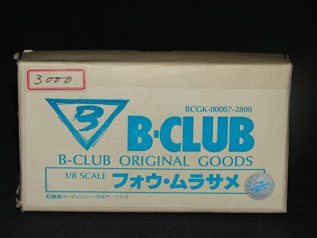 3000
BCGK-00007-2800
B
B-CLUB
B-CLUB ORIGINAL GOODS
1/8 SCALE フォウ・ムラサメ